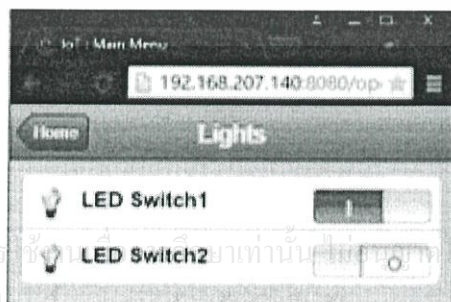 IoT : Main Menu
192.168.207.140:8080/op
Home
Lights
LED Switch1
LED Switch2